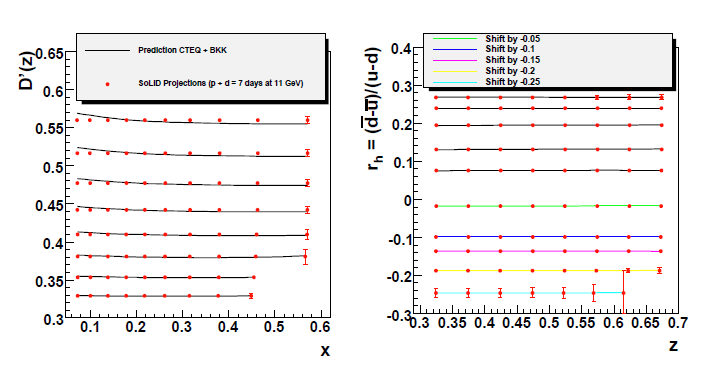 Prediction CTEQ + BKK
SoLID Projections (p + d = 7 days at 11 GeV)
D'(z)
0.65
0.6
0.55
0.5
0.45
0.4
0.35
0.3
0.1 0.2 0.3 0.4 0.5 0.6
x
Shift by -0.05
Shift by -0.1
Shift by -0.15
Shift by -0.2
Shift by -0.25
r_h = (d̅-u̅)/(u-d)
0.4
0.3
0.2
0.1
0
-0.1
-0.2
-0.3
0.3 0.35 0.4 0.45 0.5 0.55 0.6 0.65 0.7
z